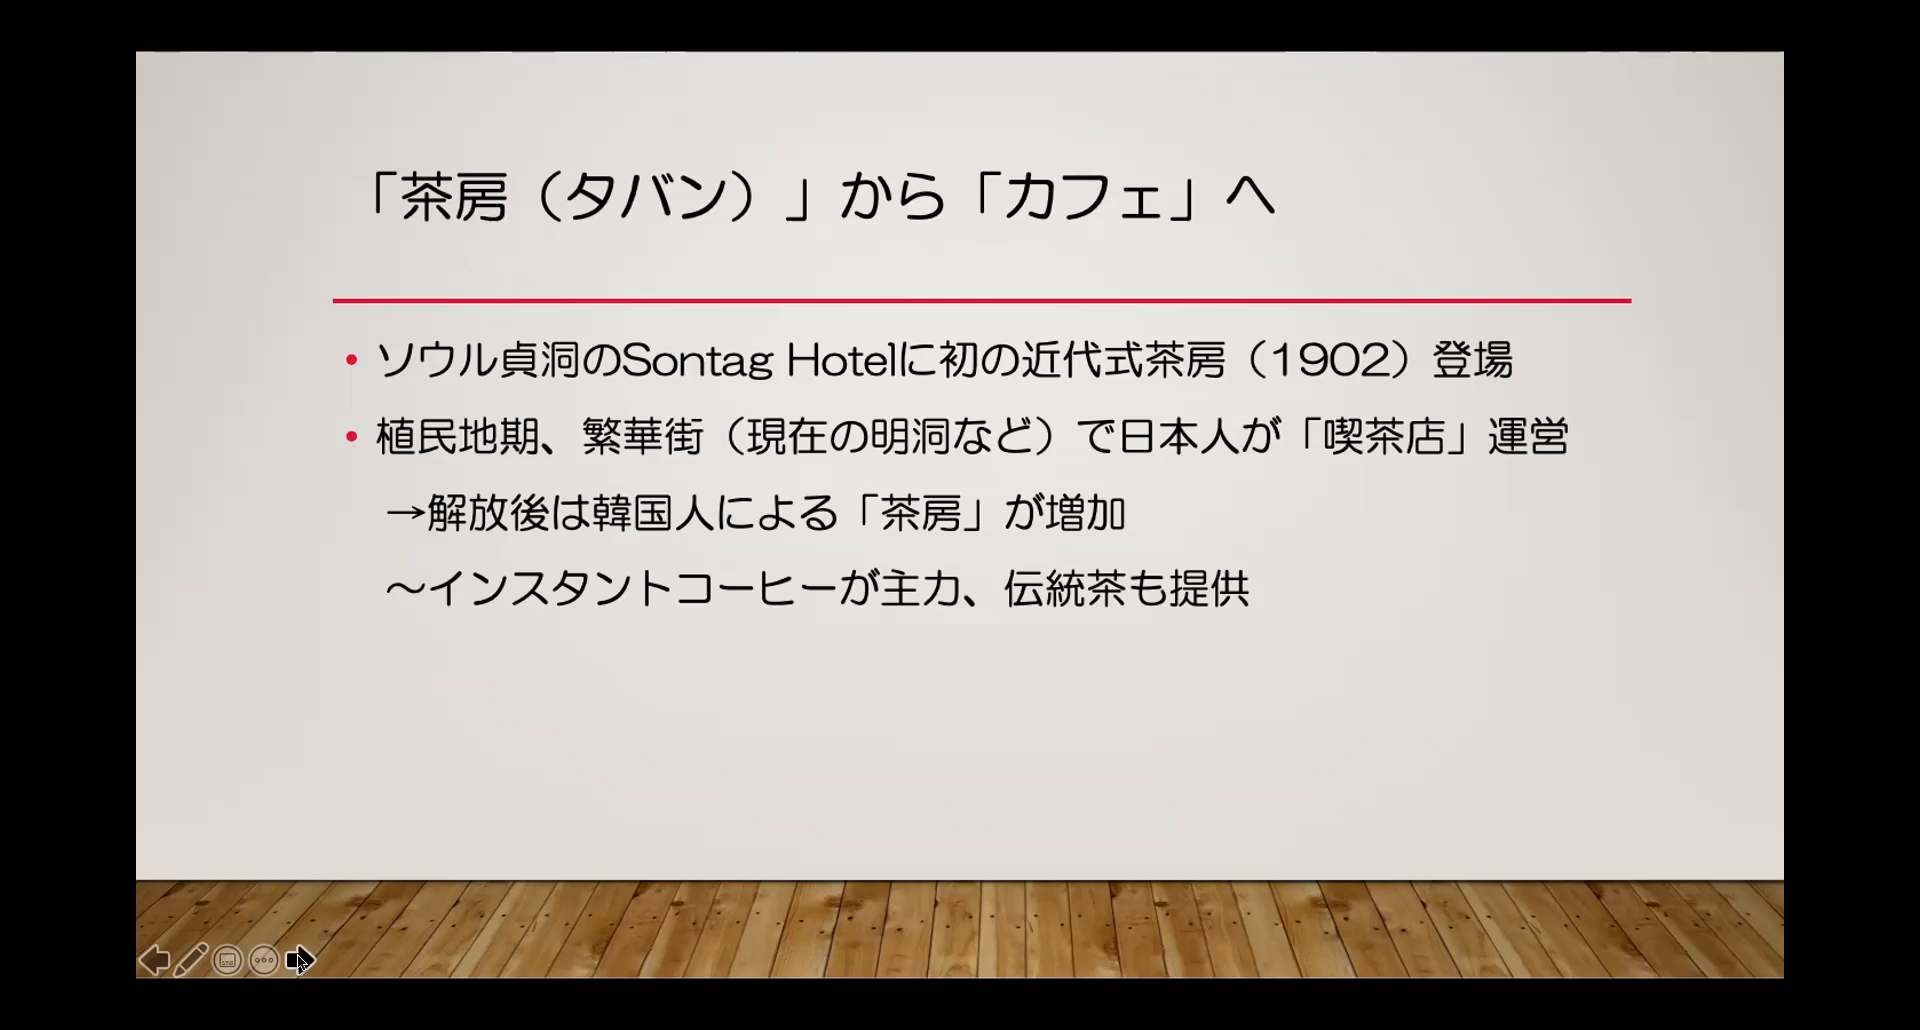 「茶房（タバン）」から「カフェ」へ
• ソウル貞洞のSontag Hotelに初の近代式茶房（1902）登場
• 植民地期、繁華街（現在の明洞など）で日本人が「喫茶店」運営
→解放後は韓国人による「茶房」が増加
～インスタントコーヒーが主力、伝統茶も提供